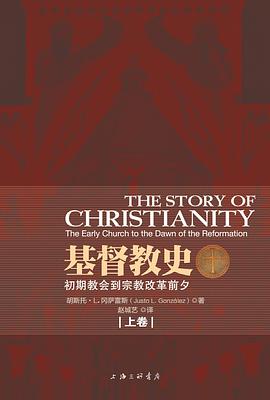 THE STORY OF
CHRISTIANITY
The Early Church to the Dawn of the Reformation
基督教史
初期教会到宗教改革前夕
胡斯托·L. 冈萨雷斯 (Justo L. González) 著
赵城艺 译
|上卷|
上海三联书店